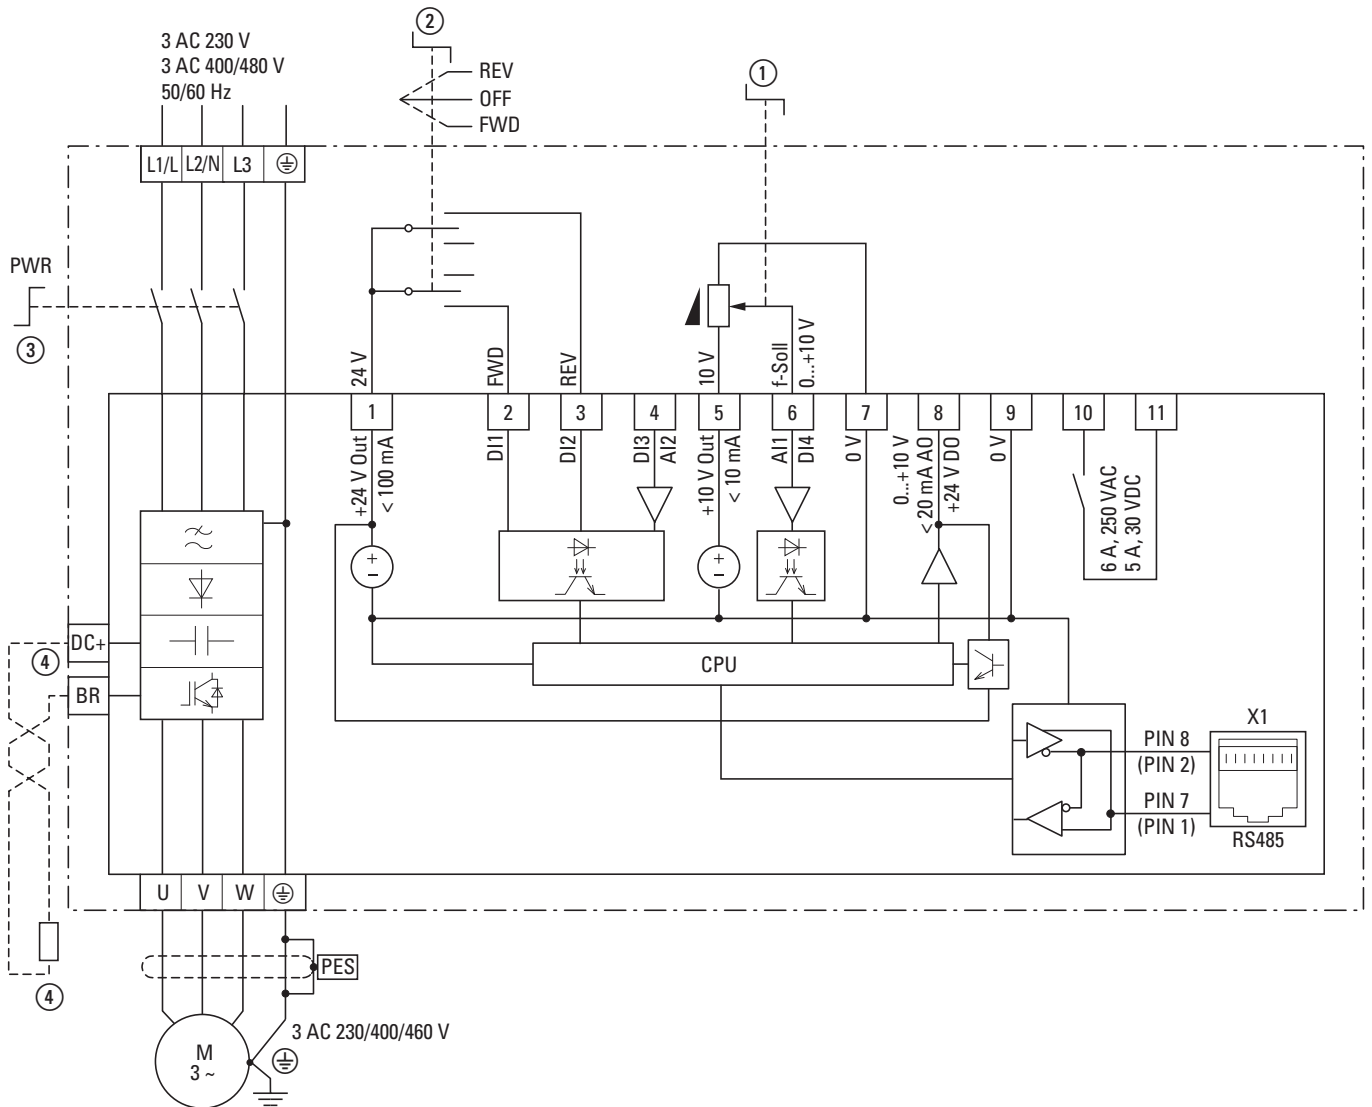 3 AC 230 V
3 AC 400/480 V
50/60 Hz
2
REV
OFF
FWD
1
L1/L L2/N L3
PWR
3
24 V
FWD
REV
10 V
f-Soll
0...+10 V
1 2 3 4 5 6 7 8 9 10 11
+24 V Out
< 100 mA
DI1
DI2
DI3
AI2
+10 V Out
< 10 mA
AI1
DI4
0 V
0...+10 V
< 20 mA AO
+24 V DO
0 V
6 A, 250 VAC
5 A, 30 VDC
+
-
+
-
DC+
4
BR
CPU
X1
PIN 8
(PIN 2)
PIN 7
(PIN 1)
RS485
U V W
PES
4
3 AC 230/400/460 V
M
3 ~